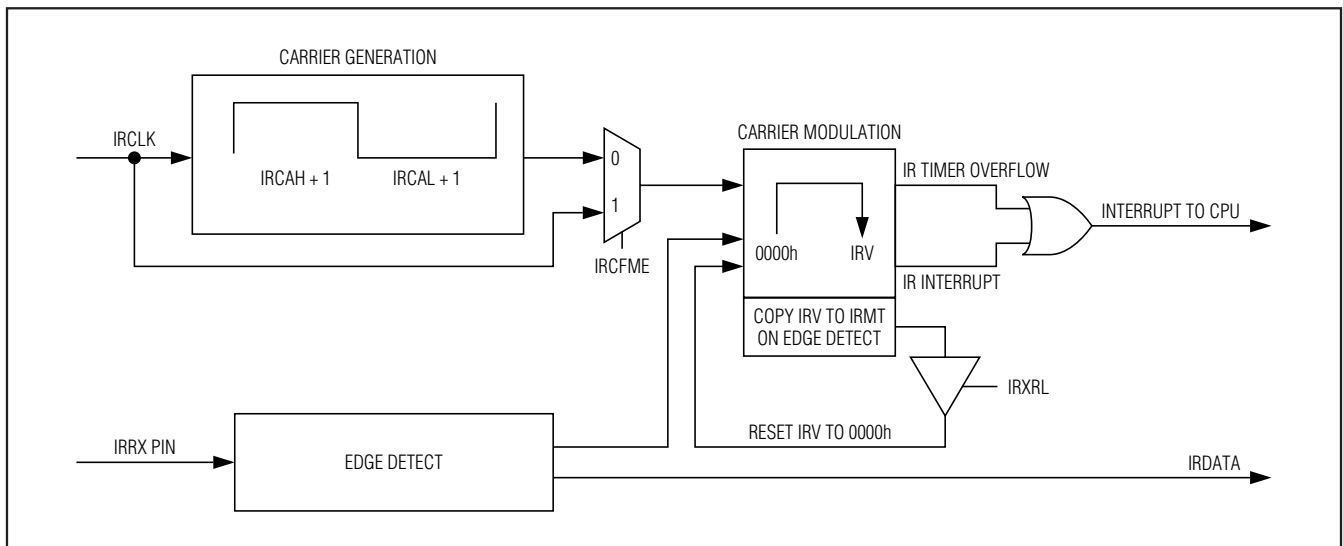 CARRIER GENERATION
IRCLK
IRCAH + 1
IRCAL + 1
0
1
IRCFME
CARRIER MODULATION
0000h
IRV
IR TIMER OVERFLOW
IR INTERRUPT
INTERRUPT TO CPU
COPY IRV TO IRMT
ON EDGE DETECT
IRXRL
RESET IRV TO 0000h
IRRX PIN
EDGE DETECT
IRDATA